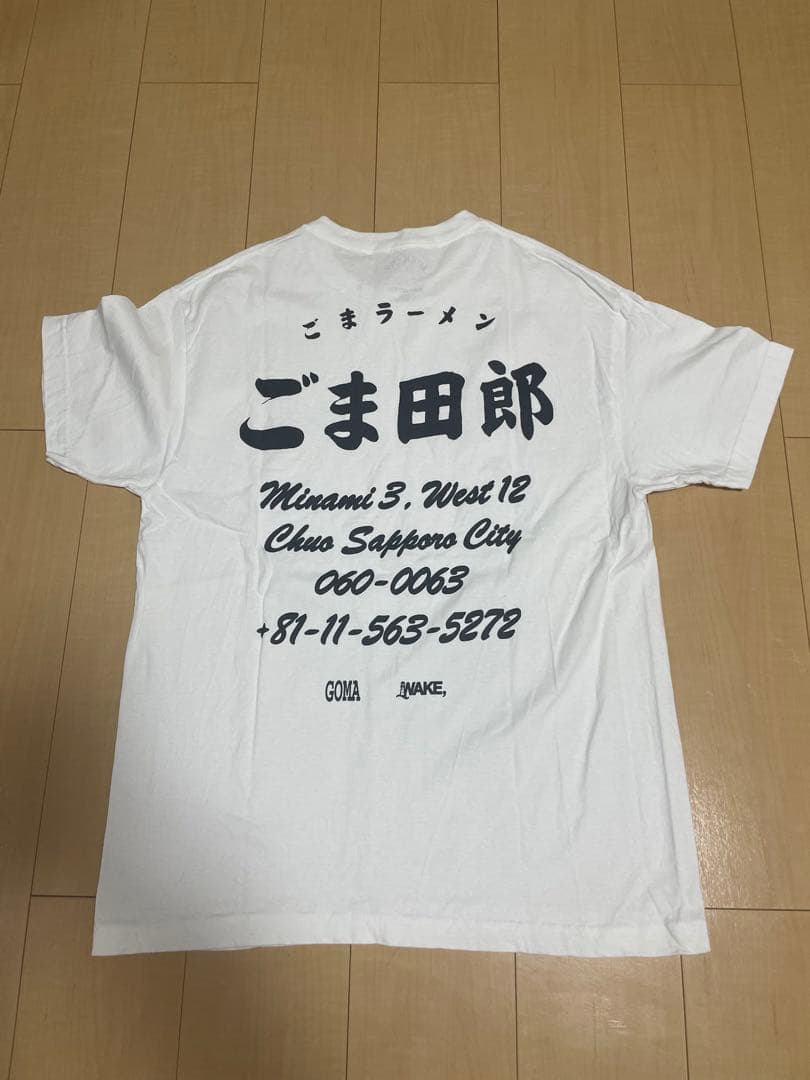 ごまラーメン
ごま田郎
Minami 3, West 12
Chuo Sapporo City
060-0063
+81-11-563-5272
GOMA AWAKE,